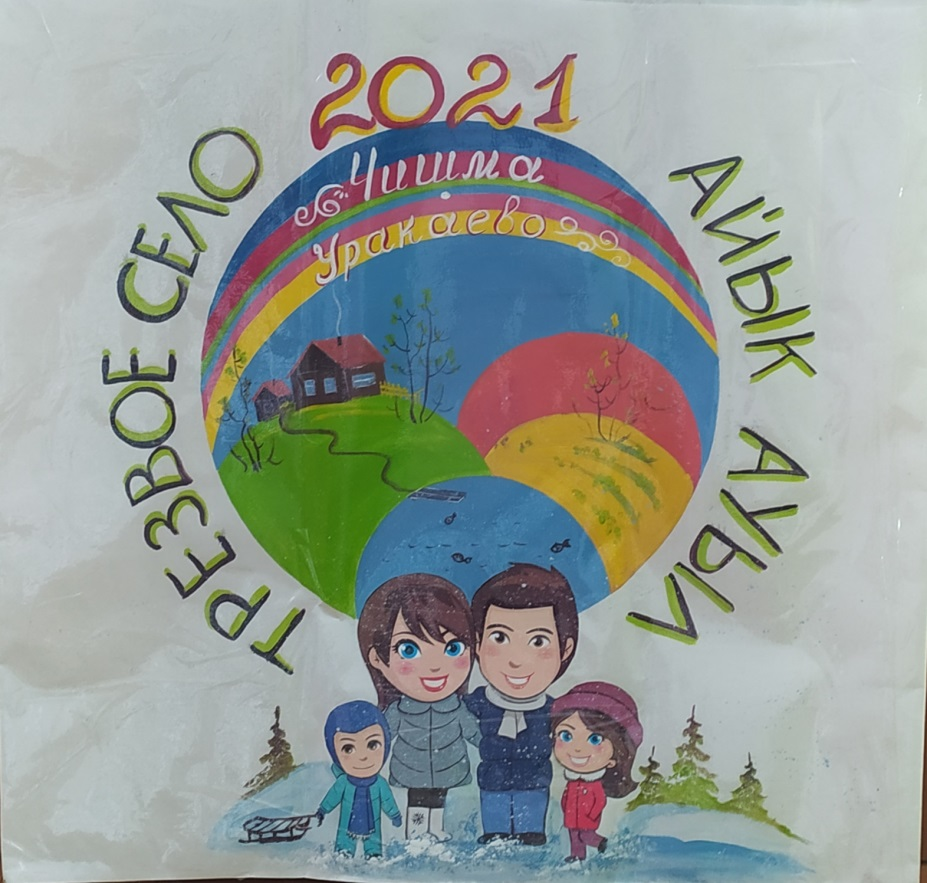 2021
Чишма
Уракаево
ТРЕЗВОЕ СЕЛО
АЙЫК АУЫЛ